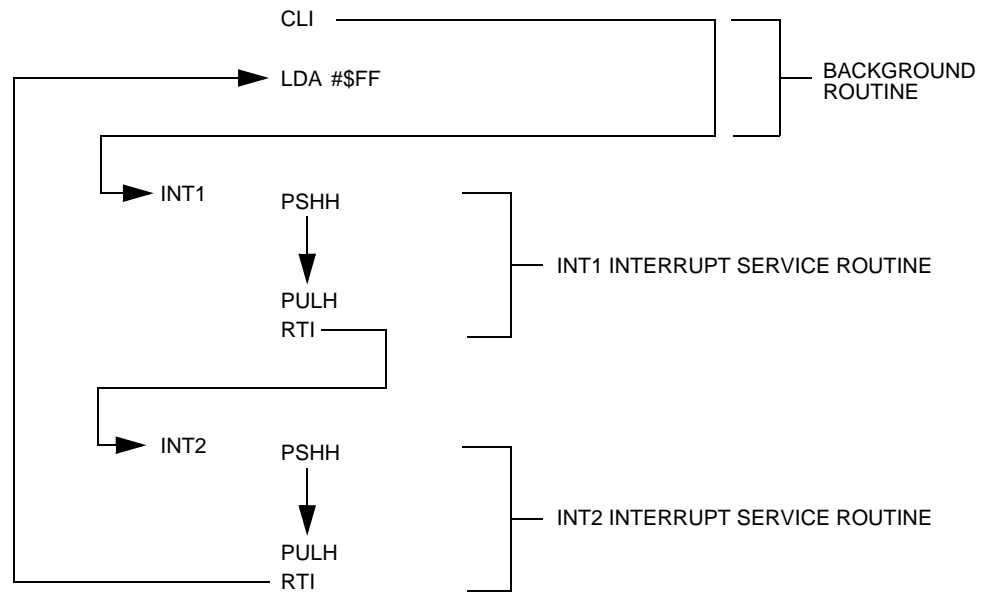 CLI
LDA #$FF
BACKGROUND
ROUTINE
INT1
PSHH
INT1 INTERRUPT SERVICE ROUTINE
PULH
RTI
INT2
PSHH
INT2 INTERRUPT SERVICE ROUTINE
PULH
RTI